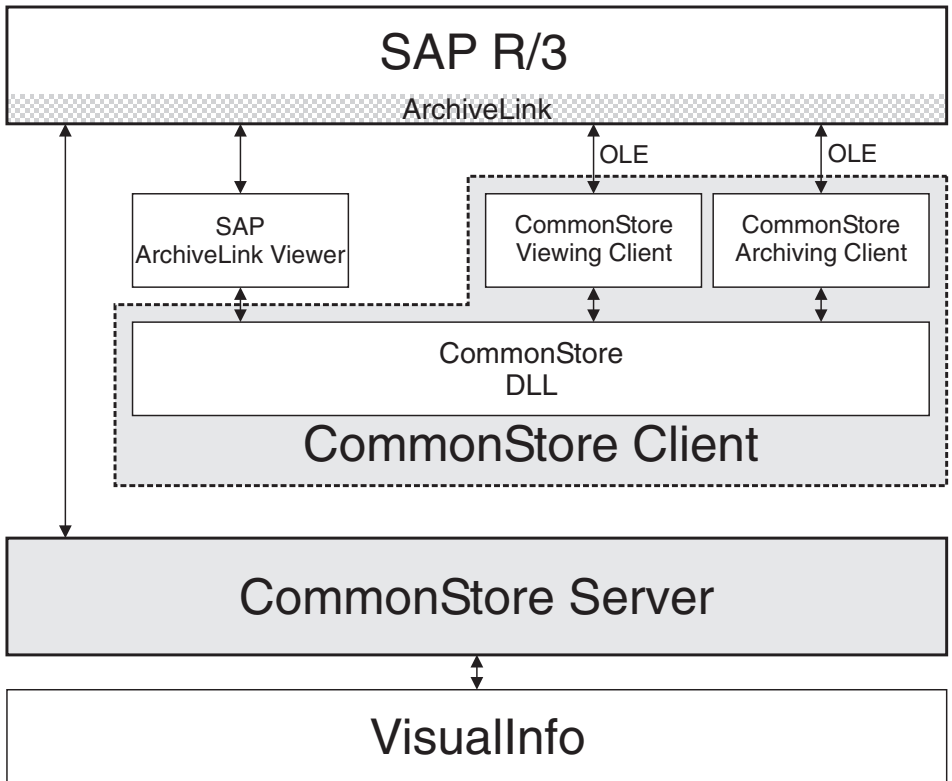 SAP R/3
ArchiveLink
OLE
OLE
SAP
ArchiveLink Viewer
CommonStore
Viewing Client
CommonStore
Archiving Client
CommonStore
DLL
CommonStore Client
CommonStore Server
VisualInfo